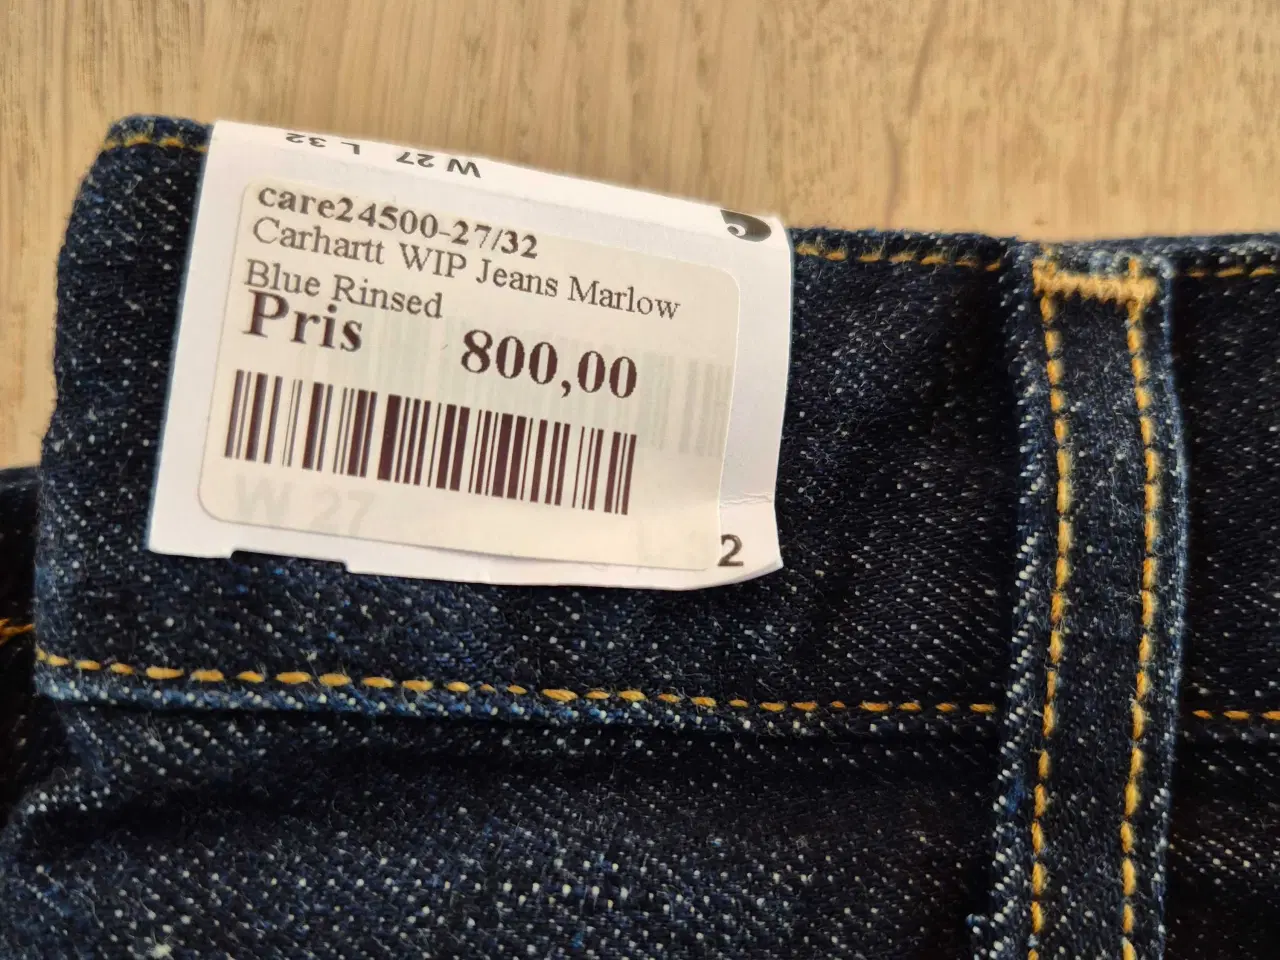 W 27 L 32
care24500-27/32
Carhartt WIP Jeans Marlow
Blue Rinsed
Pris 800,00
W 27
2